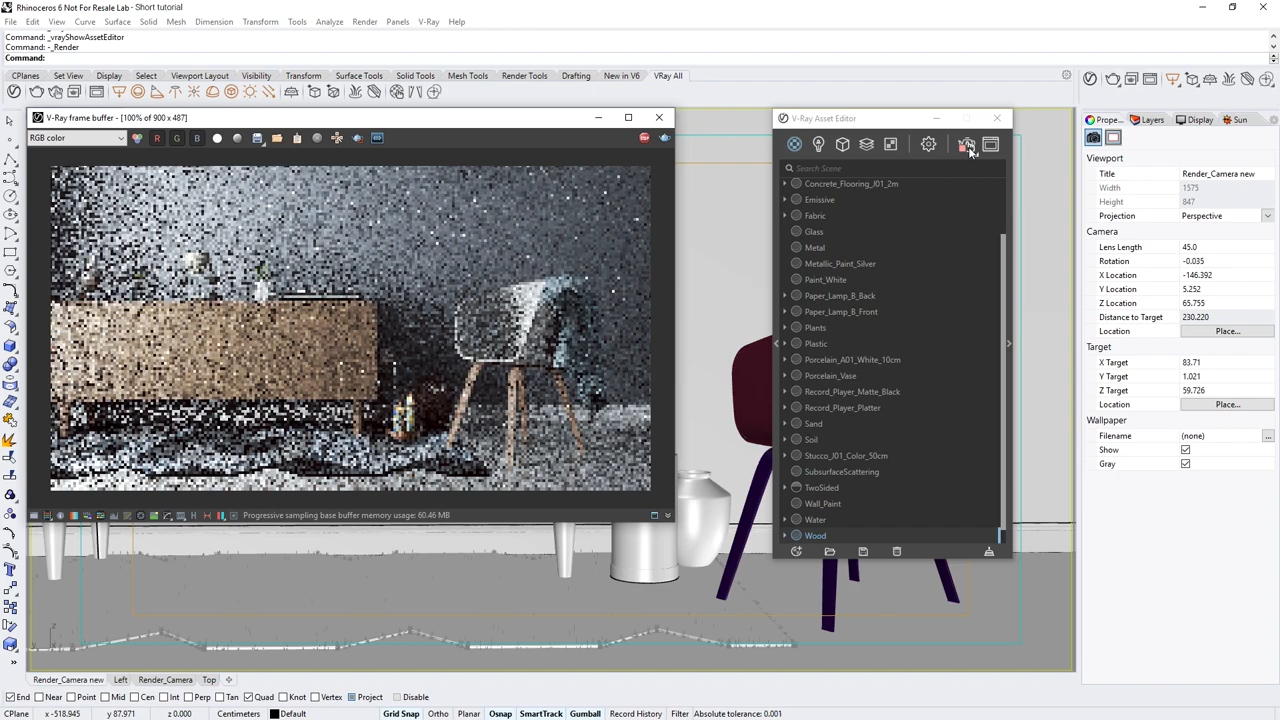 Rhinoceros 6 Not For Resale Lab - Short tutorial
File Edit View Curve Surface Solid Mesh Dimension Transform Tools Analyze Render Panels V-Ray Help
Command: _vrayShowAssetEditor
Command: -_Render
Command:
CPlanes Set View Display Select Viewport Layout Visibility Transform Surface Tools Solid Tools Mesh Tools Render Tools Drafting New in V6 VRay All
V-Ray frame buffer - [100% of 900 x 487]
RGB color
R G B
Progressive sampling base buffer memory usage: 60.46 MB
V-Ray Asset Editor
Search Scene
Concrete_Flooring_J01_2m
Emissive
Fabric
Glass
Metal
Metallic_Paint_Silver
Paint_White
Paper_Lamp_B_Back
Paper_Lamp_B_Front
Plants
Plastic
Porcelain_A01_White_10cm
Porcelain_Vase
Record_Player_Matte_Black
Record_Player_Platter
Sand
Soil
Stucco_J01_Color_50cm
SubsurfaceScattering
TwoSided
Wall_Paint
Water
Wood
Prope... Layers Display Sun
Viewport
Title Render_Camera new
Width 1575
Height 847
Projection Perspective
Camera
Lens Length 45.0
Rotation -0.035
X Location -146.392
Y Location 5.252
Z Location 65.755
Distance to Target 230.220
Location Place...
Target
X Target 83.71
Y Target 1.021
Z Target 59.726
Location Place...
Wallpaper
Filename (none) ...
Show
Gray
z
Render_Camera new Left Render_Camera Top
End Near Point Mid Cen Int Perp Tan Quad Knot Vertex Project Disable
CPlane x -518.945 y 87.971 z 0.000 Centimeters Default Grid Snap Ortho Planar Osnap SmartTrack Gumball Record History Filter Absolute tolerance: 0.001